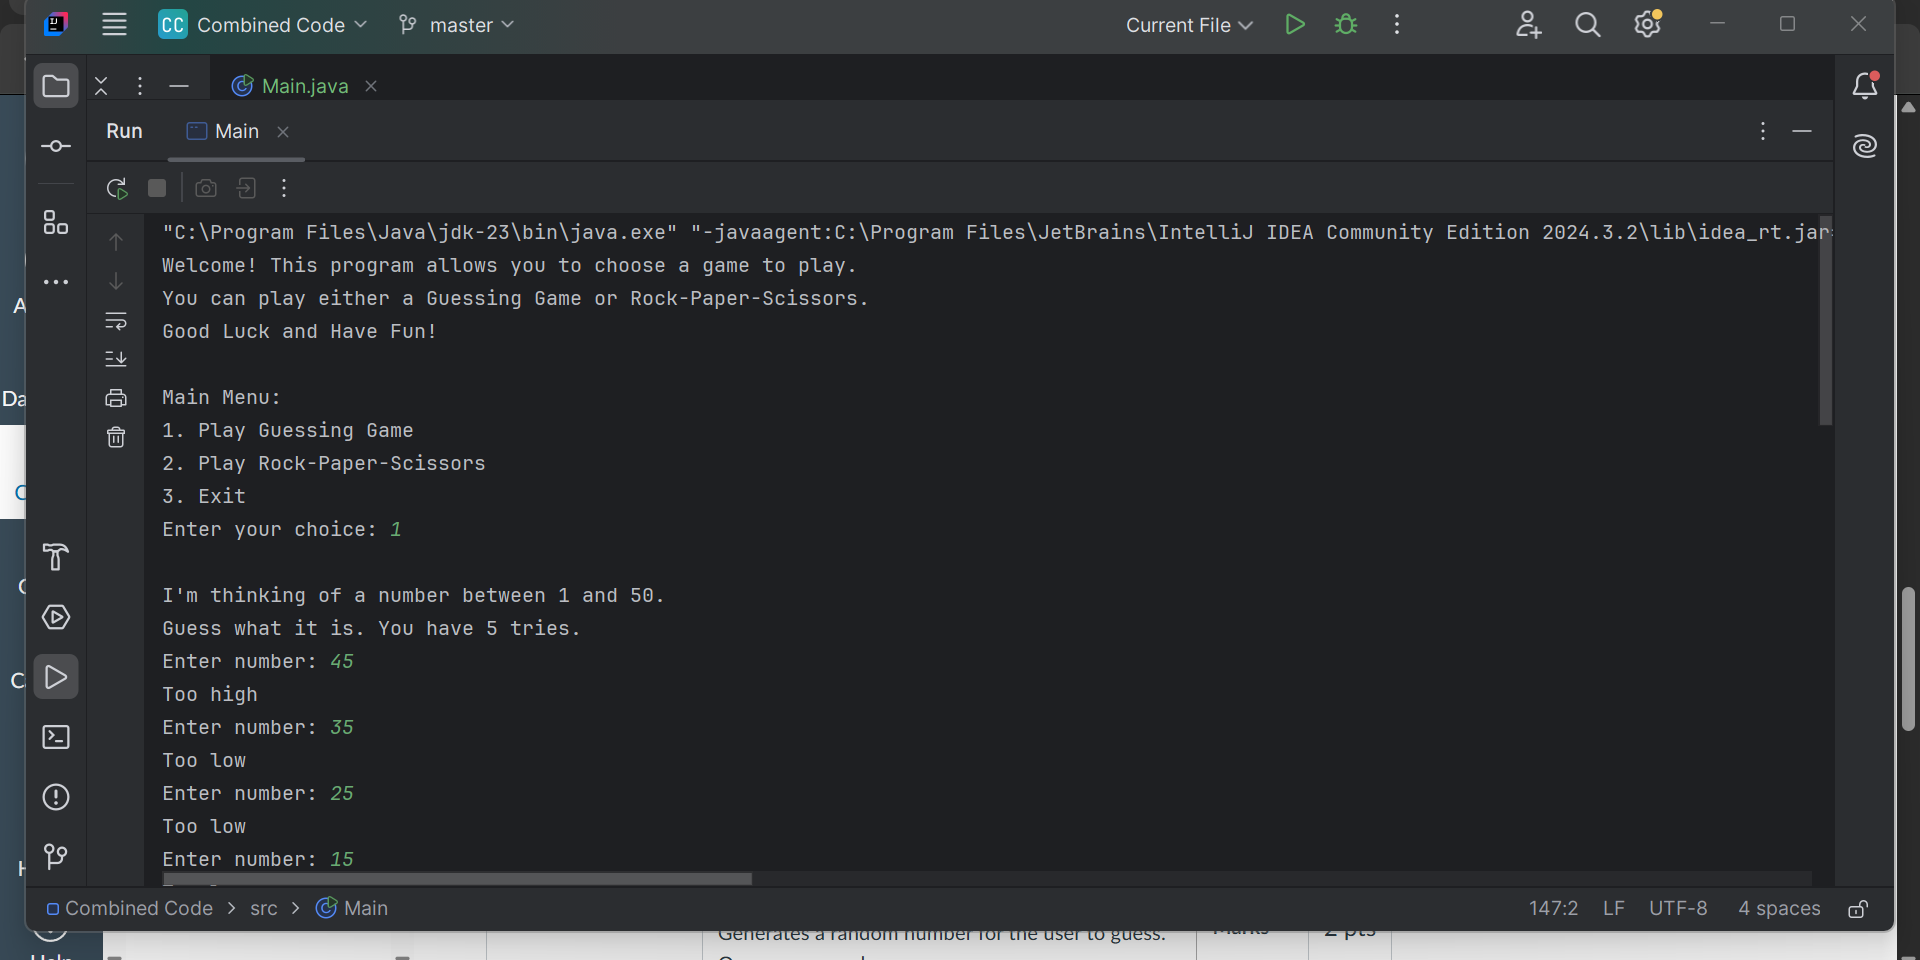 CC Combined Code master Current File
Main.java
Run Main
"C:\Program Files\Java\jdk-23\bin\java.exe" "-javaagent:C:\Program Files\JetBrains\IntelliJ IDEA Community Edition 2024.3.2\lib\idea_rt.jar
Welcome! This program allows you to choose a game to play.
You can play either a Guessing Game or Rock-Paper-Scissors.
Good Luck and Have Fun!
Main Menu:
1. Play Guessing Game
2. Play Rock-Paper-Scissors
3. Exit
Enter your choice: 1
I'm thinking of a number between 1 and 50.
Guess what it is. You have 5 tries.
Enter number: 45
Too high
Enter number: 35
Too low
Enter number: 25
Too low
Enter number: 15
Combined Code > src > Main 147:2 LF UTF-8 4 spaces
Generates a random number for the user to guess. 2 pts